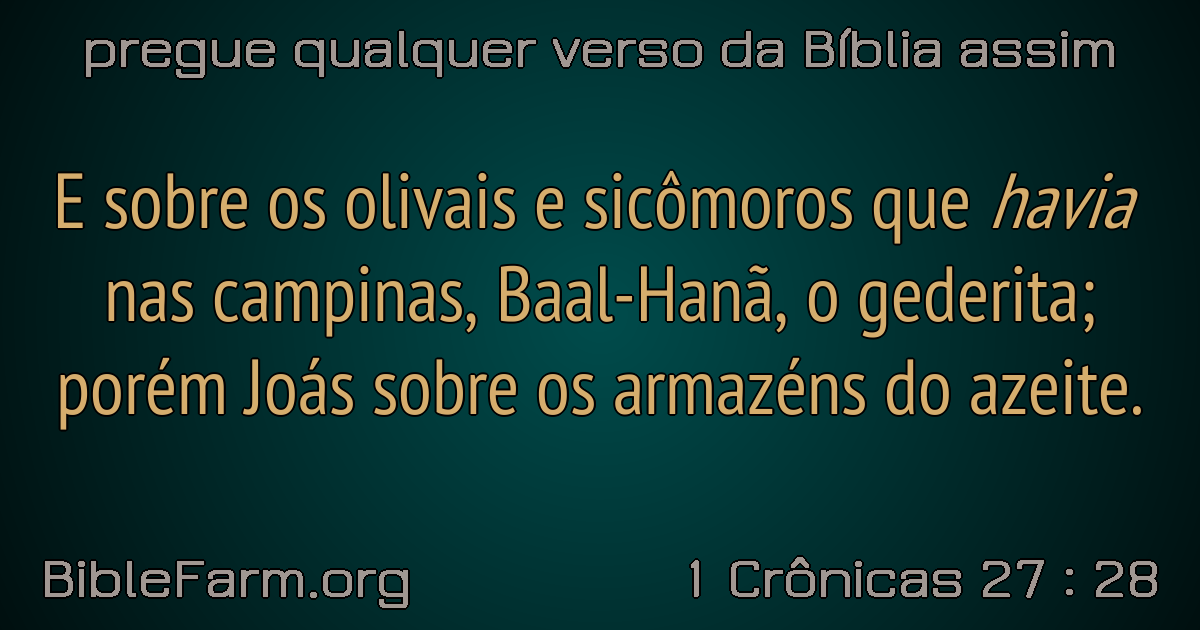 pregue qualquer verso da Bíblia assim
E sobre os olivais e sicômoros que havia
nas campinas, Baal-Hanã, o gederita;
porém Joás sobre os armazéns do azeite.
BibleFarm.org
1 Crônicas 27 : 28